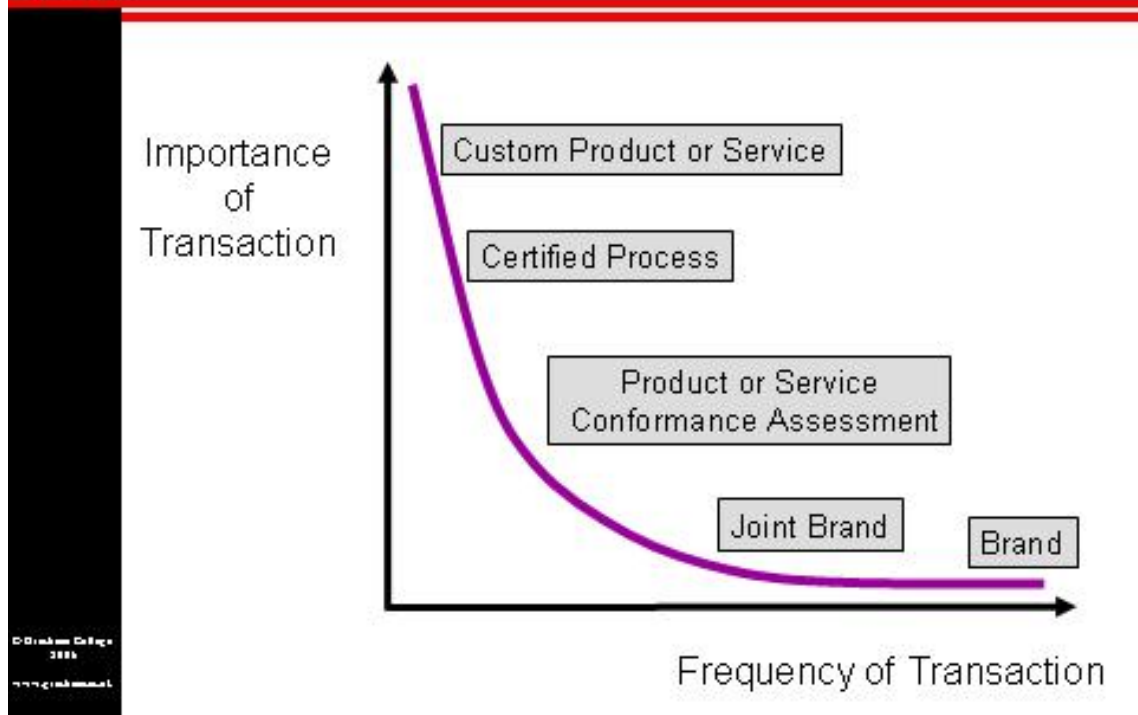 Importance
of
Transaction
Custom Product or Service
Certified Process
Product or Service
Conformance Assessment
Joint Brand
Brand
Frequency of Transaction
College